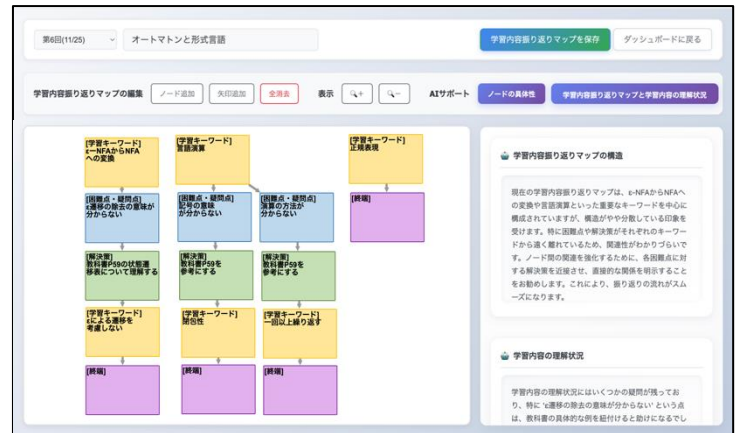 第6回(11/25)
オートマトンと形式言語
学習内容振り返りマップを保存
ダッシュボードに戻る
学習内容振り返りマップの編集
ノード追加
矢印追加
全消去
表示
+
-
AIサポート
ノードの具体性
学習内容振り返りマップと学習内容の理解状況
[学習キーワード]
ε－NFAからNFA
への変換
[学習キーワード]
言語演算
[学習キーワード]
正規表現
[困難点・疑問点]
ε遷移の除去の意味が
分からない
[困難点・疑問点]
記号の意味
が分からない
[困難点・疑問点]
演算の方法が
分からない
[終端]
[解決策]
教科書P59の状態遷
移表について理解する
[解決策]
教科書P59を
参考にする
[解決策]
教科書P59を
参考にする
[学習キーワード]
εによる遷移を
考慮しない
[学習キーワード]
閉包性
[学習キーワード]
一回以上繰り返す
[終端]
[終端]
[終端]
学習内容振り返りマップの構造
現在の学習内容振り返りマップは、ε-NFAからNFAへ
の変換や言語演算といった重要なキーワードを中心に
構成されていますが、構造がやや分散している印象を
受けます。特に困難点や解決策がそれぞれのキーワー
ドから遠く離れているため、関連性がわかりづらいで
す。ノード間の関連を強化するために、各困難点に対
する解決策を近接させ、直接的な関係を明示すること
をお勧めします。これにより、振り返りの流れがスム
ーズになります。
学習内容の理解状況
学習内容の理解状況にはいくつかの疑問が残ってお
り、特に 'ε遷移の除去の意味が分からない' という点
は、教科書の具体的な例を紐付けると助けになるでし